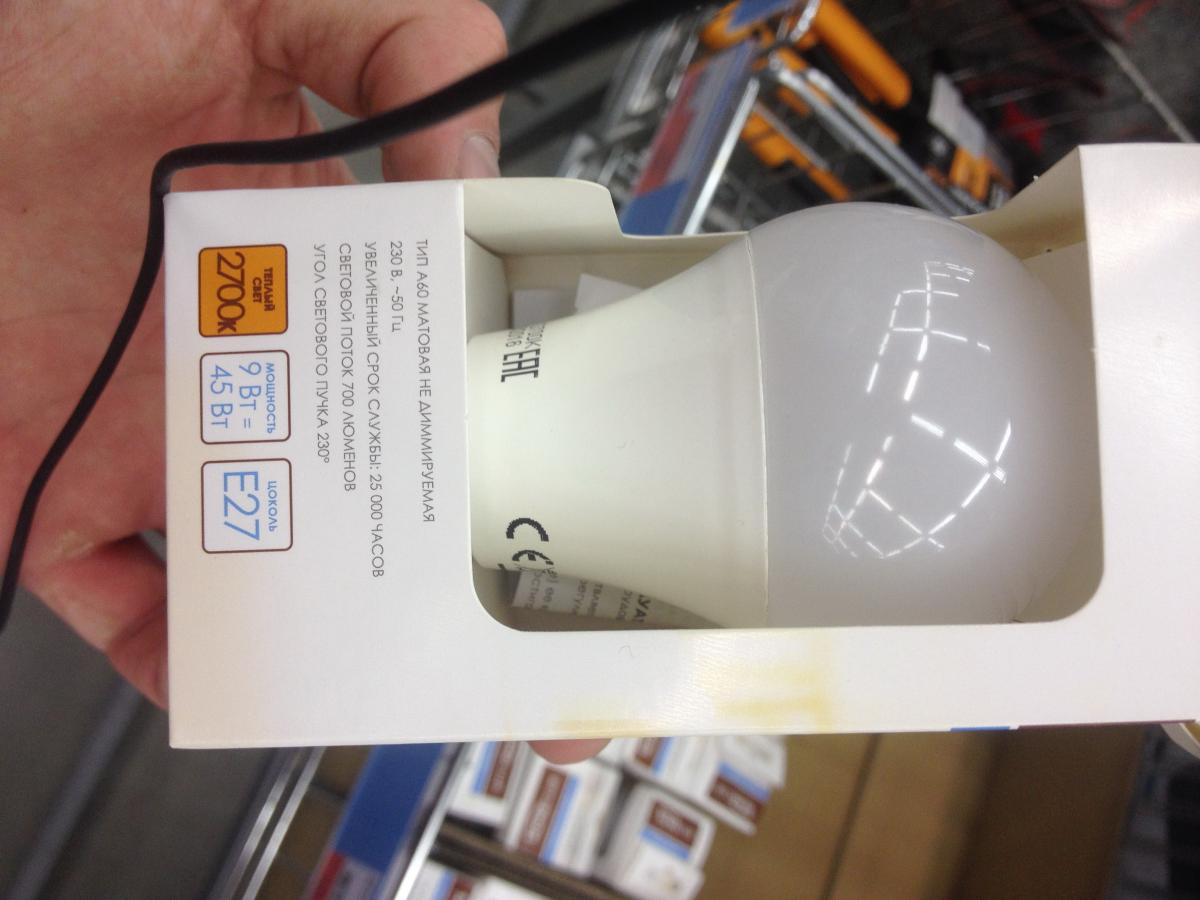 ТИП А60 МАТОВАЯ НЕ ДИММИРУЕМАЯ
230 В, ~50 Гц
УВЕЛИЧЕННЫЙ СРОК СЛУЖБЫ: 25 000 ЧАСОВ
СВЕТОВОЙ ПОТОК 700 ЛЮМЕНОВ
УГОЛ СВЕТОВОГО ПУЧКА 230°
ТЕПЛЫЙ
СВЕТ
2700K
МОЩНОСТЬ
9 Вт =
45 Вт
ЦОКОЛЬ
E27
EAC
CE